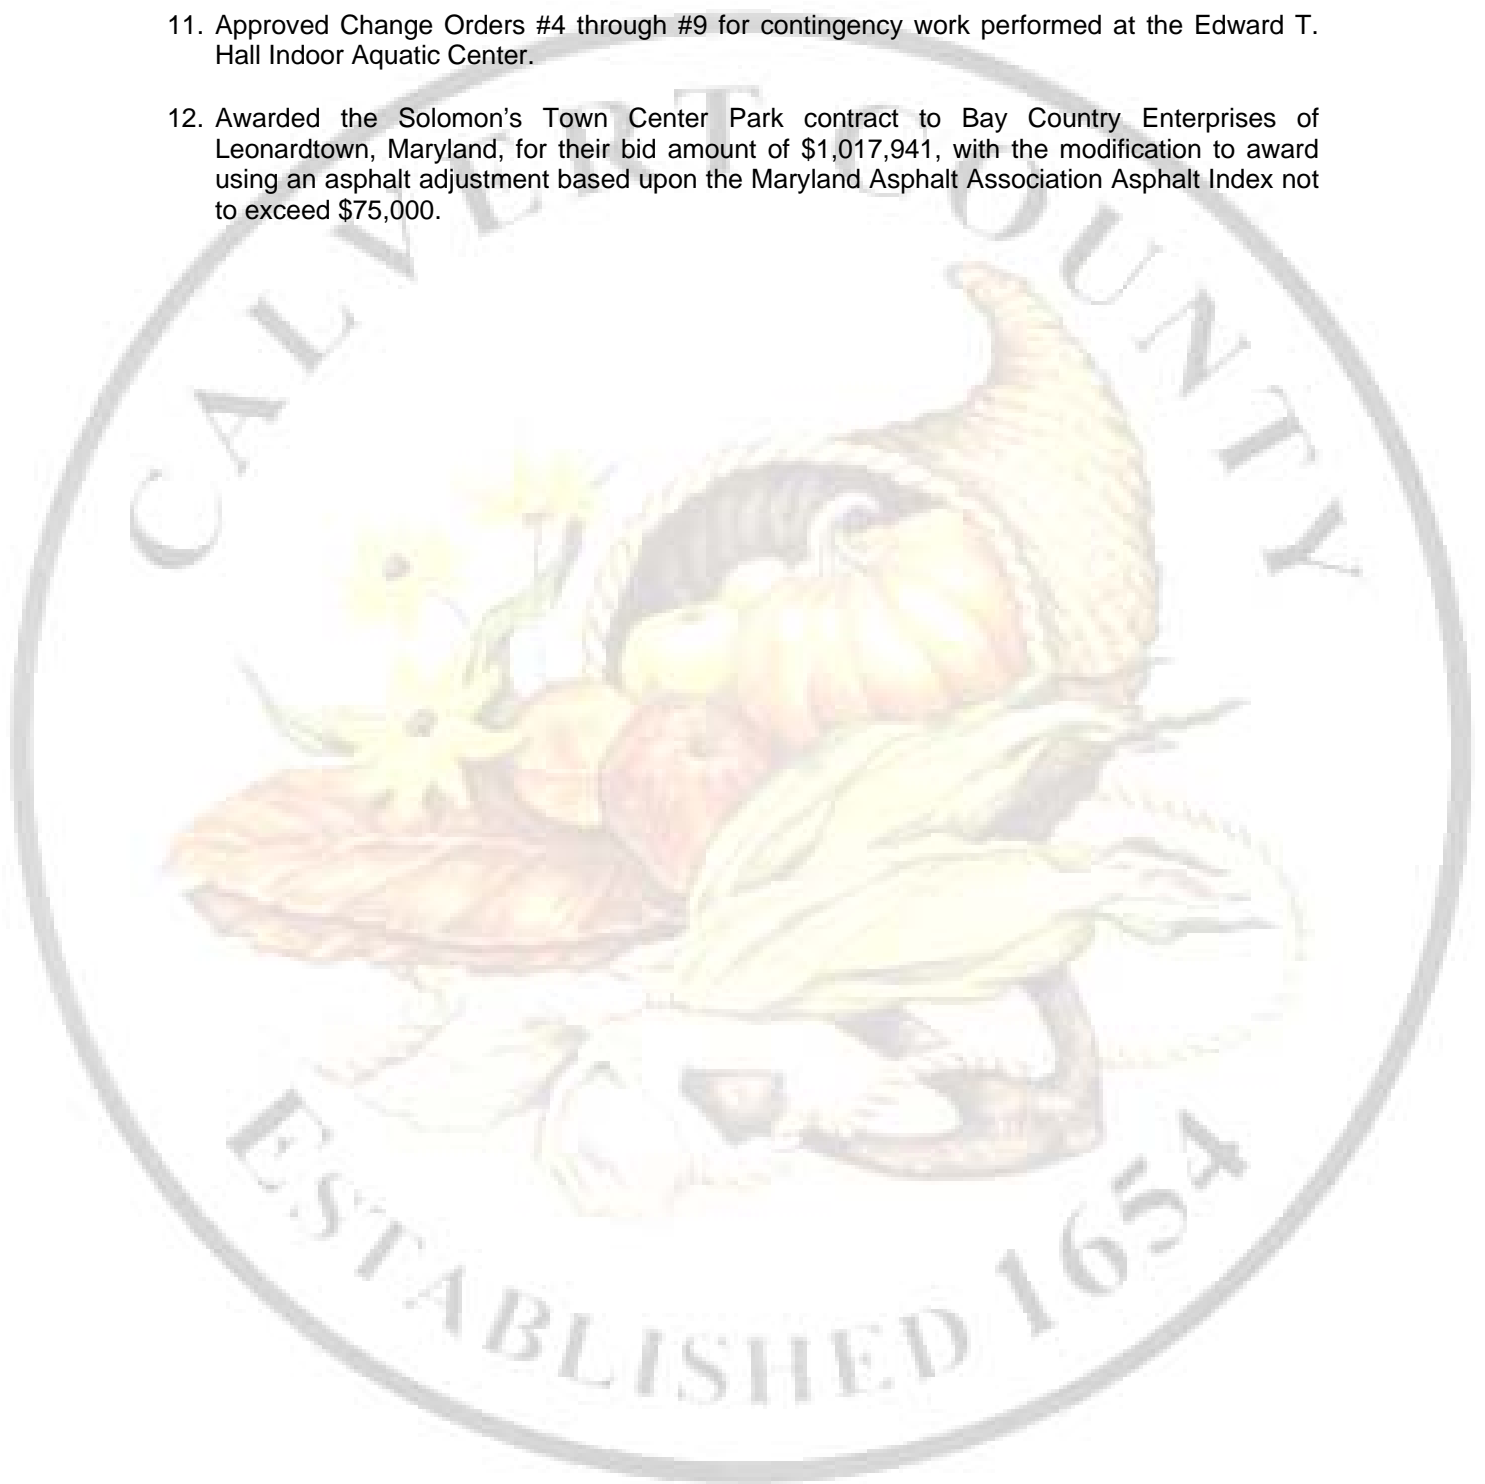 11. Approved Change Orders #4 through #9 for contingency work performed at the Edward T.
Hall Indoor Aquatic Center.
12. Awarded the Solomon's Town Center Park contract to Bay Country Enterprises of
Leonardtown, Maryland, for their bid amount of $1,017,941, with the modification to award
using an asphalt adjustment based upon the Maryland Asphalt Association Asphalt Index not
to exceed $75,000.
CALVERT COUNTY
ESTABLISHED 1654